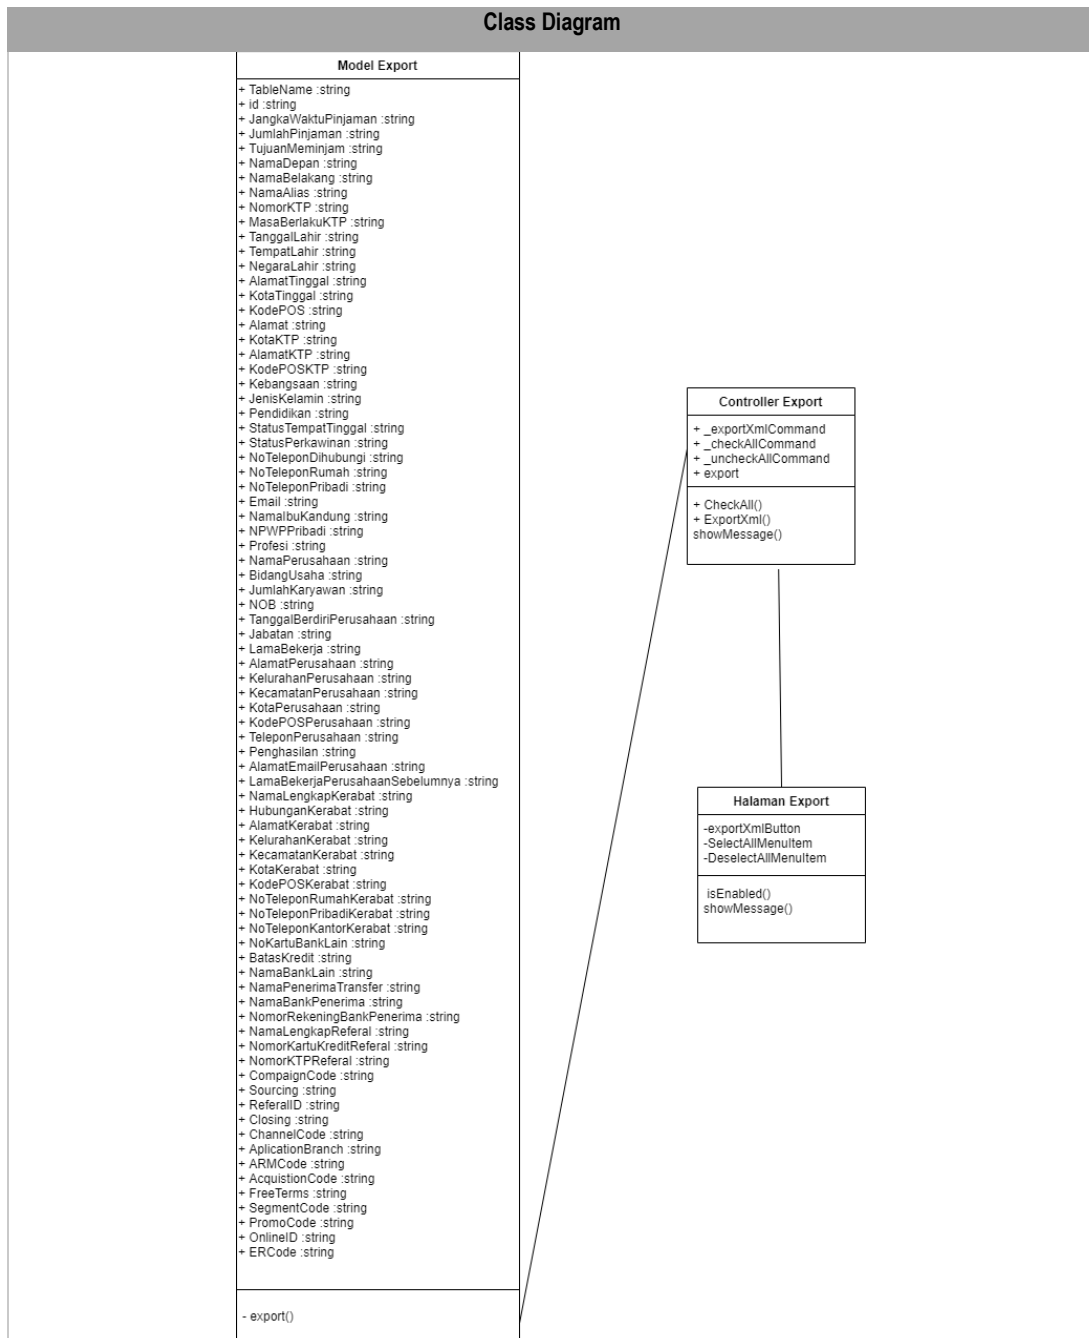 Class Diagram
Model Export
+ TableName :string
+ id :string
+ JangkaWaktuPinjaman :string
+ JumlahPinjaman :string
+ TujuanMeminjam :string
+ NamaDepan :string
+ NamaBelakang :string
+ NamaAlias :string
+ NomorKTP :string
+ MasaBerlakuKTP :string
+ TanggalLahir :string
+ TempatLahir :string
+ NegaraLahir :string
+ AlamatTinggal :string
+ KotaTinggal :string
+ KodePOS :string
+ Alamat :string
+ KotaKTP :string
+ AlamatKTP :string
+ KodePOSKTP :string
+ Kebangsaan :string
+ JenisKelamin :string
+ Pendidikan :string
+ StatusTempatTinggal :string
+ StatusPerkawinan :string
+ NoTeleponDihubungi :string
+ NoTeleponRumah :string
+ NoTeleponPribadi :string
+ Email :string
+ NamaIbuKandung :string
+ NPWPPribadi :string
+ Profesi :string
+ NamaPerusahaan :string
+ BidangUsaha :string
+ JumlahKaryawan :string
+ NOB :string
+ TanggalBerdiriPerusahaan :string
+ Jabatan :string
+ LamaBekerja :string
+ AlamatPerusahaan :string
+ KelurahanPerusahaan :string
+ KecamatanPerusahaan :string
+ KotaPerusahaan :string
+ KodePOSPerusahaan :string
+ TeleponPerusahaan :string
+ Penghasilan :string
+ AlamatEmailPerusahaan :string
+ LamaBekerjaPerusahaanSebelumnya :string
+ NamaLengkapKerabat :string
+ HubunganKerabat :string
+ AlamatKerabat :string
+ KelurahanKerabat :string
+ KecamatanKerabat :string
+ KotaKerabat :string
+ KodePOSKerabat :string
+ NoTeleponRumahKerabat :string
+ NoTeleponPribadiKerabat :string
+ NoTeleponKantorKerabat :string
+ NoKartuBankLain :string
+ BatasKredit :string
+ NamaBankLain :string
+ NamaPenerimaTransfer :string
+ NamaBankPenerima :string
+ NomorRekeningBankPenerima :string
+ NamaLengkapReferal :string
+ NomorKartuKreditReferal :string
+ NomorKTPReferal :string
+ CompaignCode :string
+ Sourcing :string
+ ReferalID :string
+ Closing :string
+ ChannelCode :string
+ AplicationBranch :string
+ ARMCode :string
+ AcquistionCode :string
+ FreeTerms :string
+ SegmentCode :string
+ PromoCode :string
+ OnlineID :string
+ ERCode :string
- export()
Controller Export
+ _exportXmlCommand
+ _checkAllCommand
+ _uncheckAllCommand
+ export
+ CheckAll()
+ ExportXml()
showMessage()
Halaman Export
-exportXmlButton
-SelectAllMenuItem
-DeselectAllMenuItem
isEnabled()
showMessage()